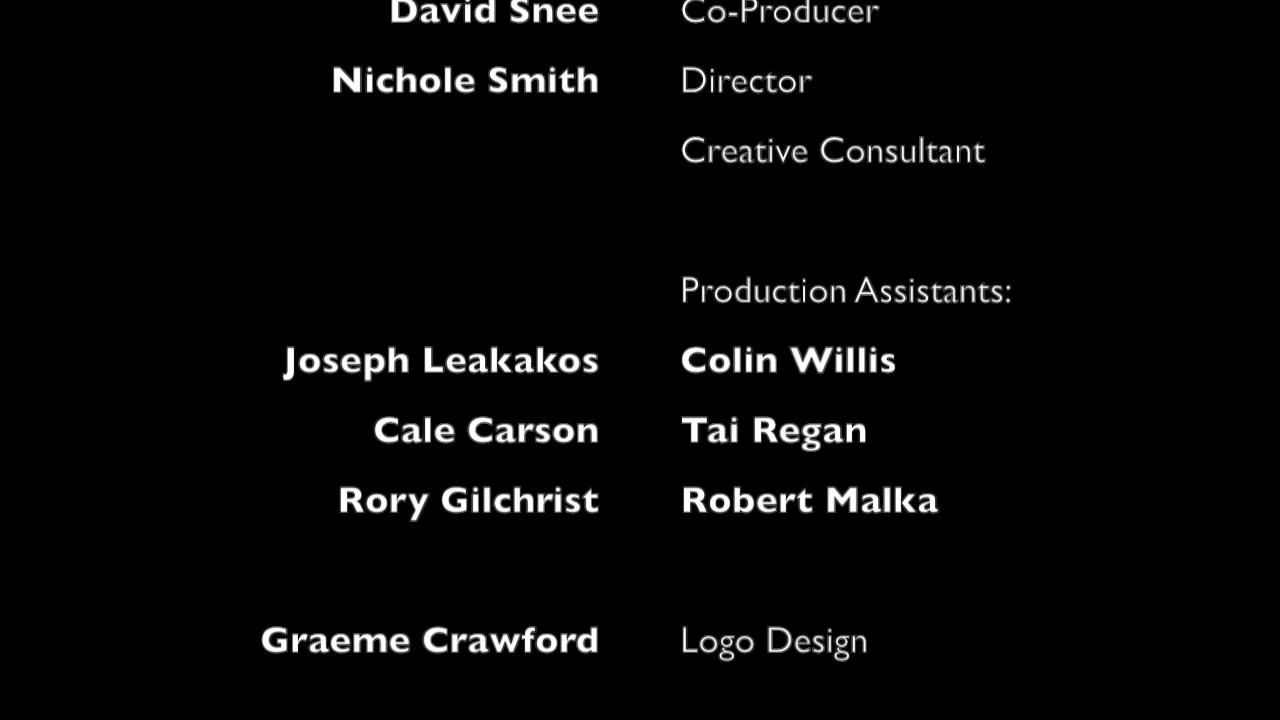 David Snee Co-Producer
Nichole Smith Director
Creative Consultant
Production Assistants:
Joseph Leakakos Colin Willis
Cale Carson Tai Regan
Rory Gilchrist Robert Malka
Graeme Crawford Logo Design